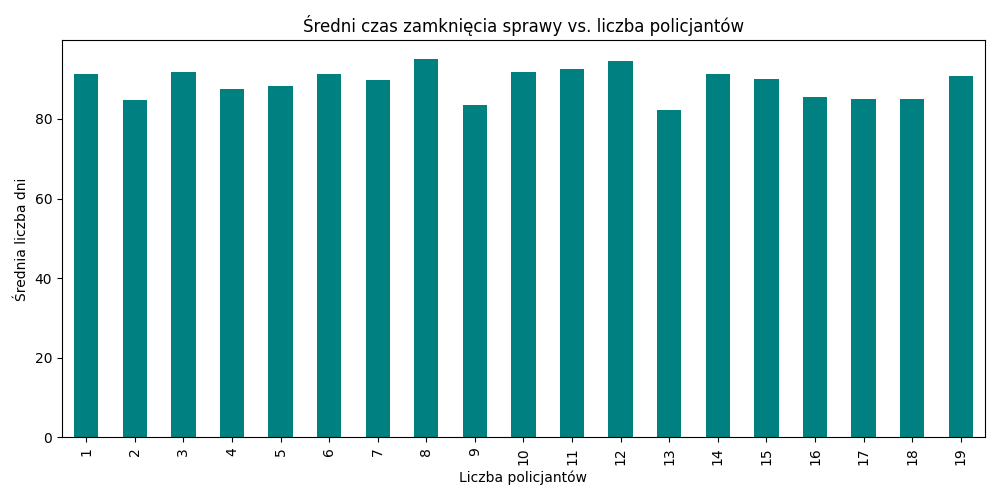 Średni czas zamknięcia sprawy vs. liczba policjantów
Średnia liczba dni
80
60
40
20
0
1 2 3 4 5 6 7 8 9 10 11 12 13 14 15 16 17 18 19
Liczba policjantów